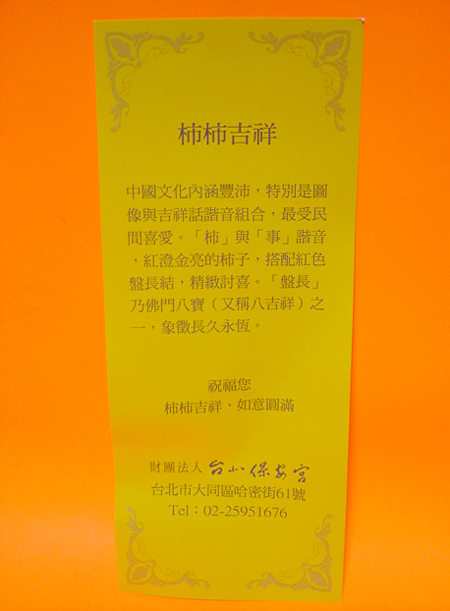 柿柿吉祥
中國文化內涵豐沛，特別是圖
像與吉祥話諧音組合，最受民
間喜愛。「柿」與「事」諧音
，紅澄金亮的柿子，搭配紅色
盤長結，精緻討喜。「盤長」
乃佛門八寶（又稱八吉祥）之
一，象徵長久永恆。
祝福您
柿柿吉祥，如意圓滿
財團法人 台北保安宮
台北市大同區哈密街61號
Tel：02-25951676